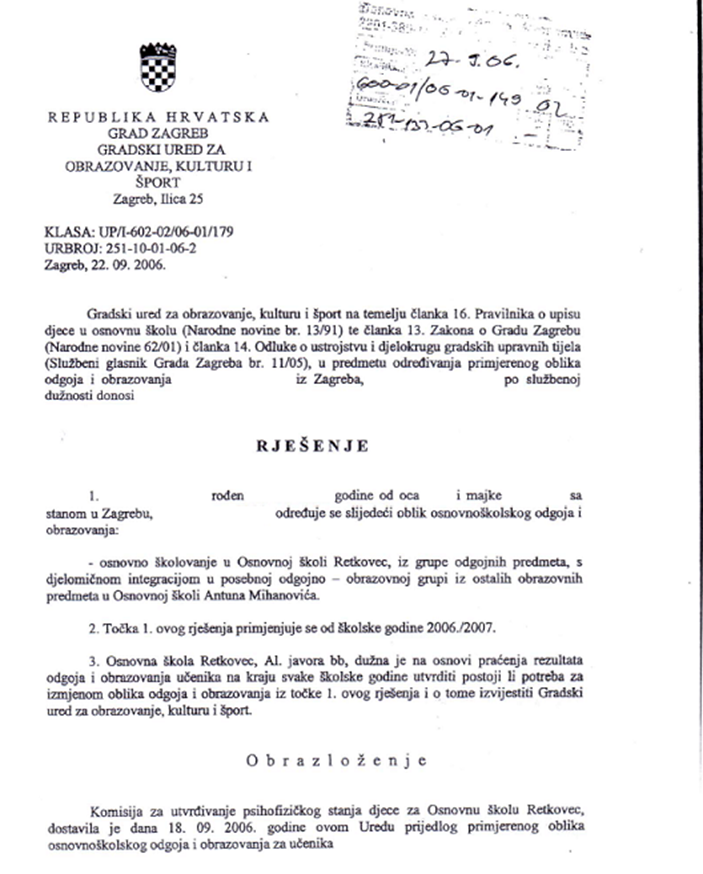 27-9.06.
600-01/06-01-149 02
251-133-06-01
REPUBLIKA HRVATSKA
GRAD ZAGREB
GRADSKI URED ZA
OBRAZOVANJE, KULTURU I
ŠPORT
Zagreb, Ilica 25
KLASA: UP/I-602-02/06-01/179
URBROJ: 251-10-01-06-2
Zagreb, 22. 09. 2006.
Gradski ured za obrazovanje, kulturu i šport na temelju članka 16. Pravilnika o upisu
djece u osnovnu školu (Narodne novine br. 13/91) te članka 13. Zakona o Gradu Zagrebu
(Narodne novine 62/01) i članka 14. Odluke o ustrojstvu i djelokrugu gradskih upravnih tijela
(Službeni glasnik Grada Zagreba br. 11/05), u predmetu određivanja primjerenog oblika
odgoja i obrazovanja iz Zagreba, po službenoj
dužnosti donosi
RJEŠENJE
1. rođen godine od oca i majke sa
stanom u Zagrebu, određuje se slijedeći oblik osnovnoškolskog odgoja i
obrazovanja:
- osnovno školovanje u Osnovnoj školi Retkovec, iz grupe odgojnih predmeta, s
djelomičnom integracijom u posebnoj odgojno – obrazovnoj grupi iz ostalih obrazovnih
predmeta u Osnovnoj školi Antuna Mihanovića.
2. Točka 1. ovog rješenja primjenjuje se od školske godine 2006./2007.
3. Osnovna škola Retkovec, Al. javora bb, dužna je na osnovi praćenja rezultata
odgoja i obrazovanja učenika na kraju svake školske godine utvrditi postoji li potreba za
izmjenom oblika odgoja i obrazovanja iz točke 1. ovog rješenja i o tome izvijestiti Gradski
ured za obrazovanje, kulturu i šport.
Obrazloženje
Komisija za utvrđivanje psihofizičkog stanja djece za Osnovnu školu Retkovec,
dostavila je dana 18. 09. 2006. godine ovom Uredu prijedlog primjerenog oblika
osnovnoškolskog odgoja i obrazovanja za učenika